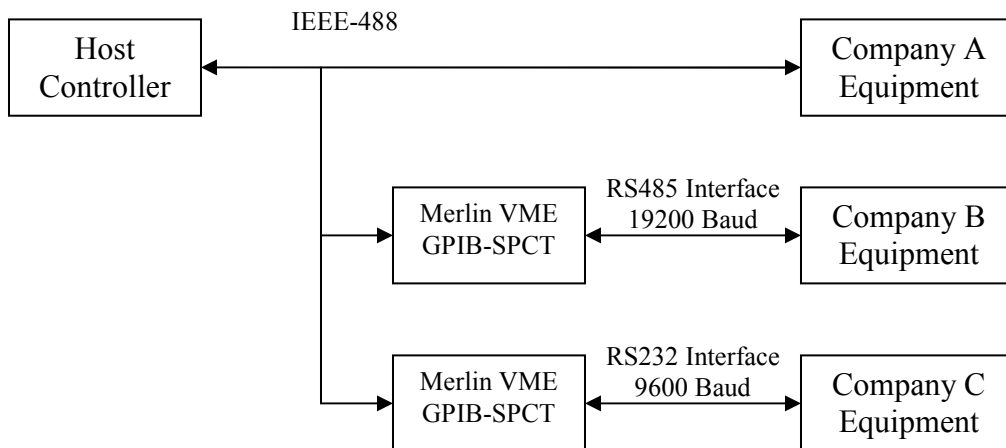 IEEE-488
Host
Controller
Company A
Equipment
Merlin VME
GPIB-SPCT
RS485 Interface
19200 Baud
Company B
Equipment
Merlin VME
GPIB-SPCT
RS232 Interface
9600 Baud
Company C
Equipment